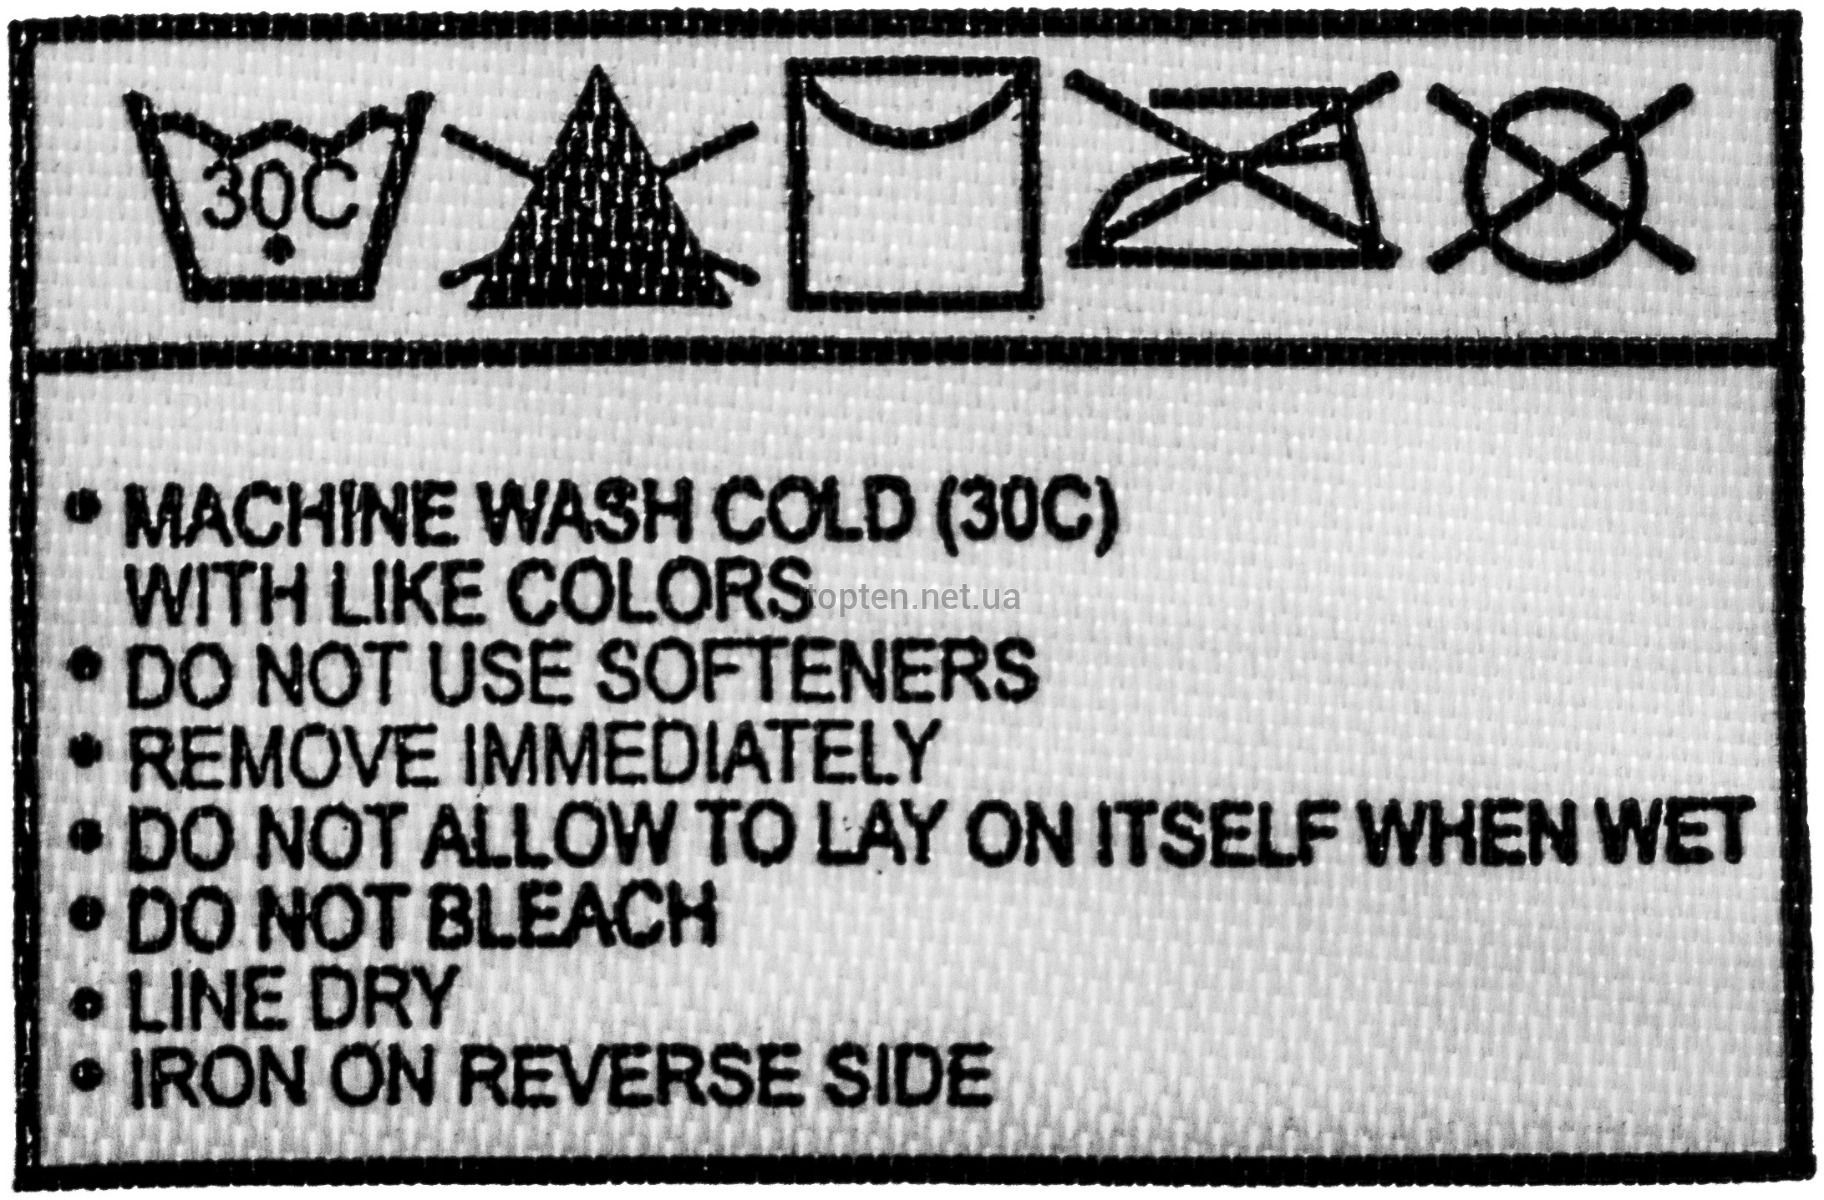 30C
• MACHINE WASH COLD (30C)
WITH LIKE COLORS
topten.net.ua
• DO NOT USE SOFTENERS
• REMOVE IMMEDIATELY
• DO NOT ALLOW TO LAY ON ITSELF WHEN WET
• DO NOT BLEACH
• LINE DRY
• IRON ON REVERSE SIDE